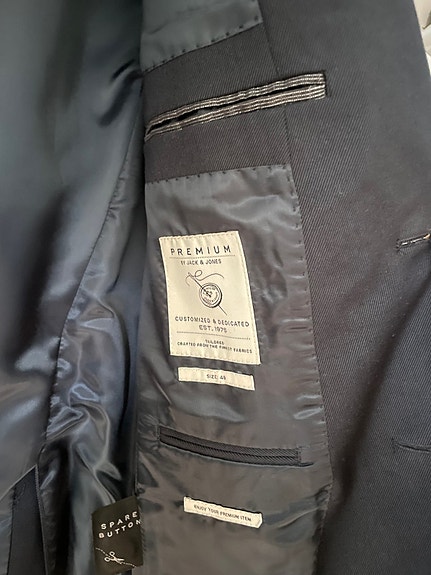 PREMIUM
BY JACK & JONES
CUSTOMIZED & DEDICATED
EST. 1975
TAILORED
CRAFTED FROM THE FINEST FABRICS
SIZE: 48
ENJOY YOUR PREMIUM ITEM
SPARE
BUTTON